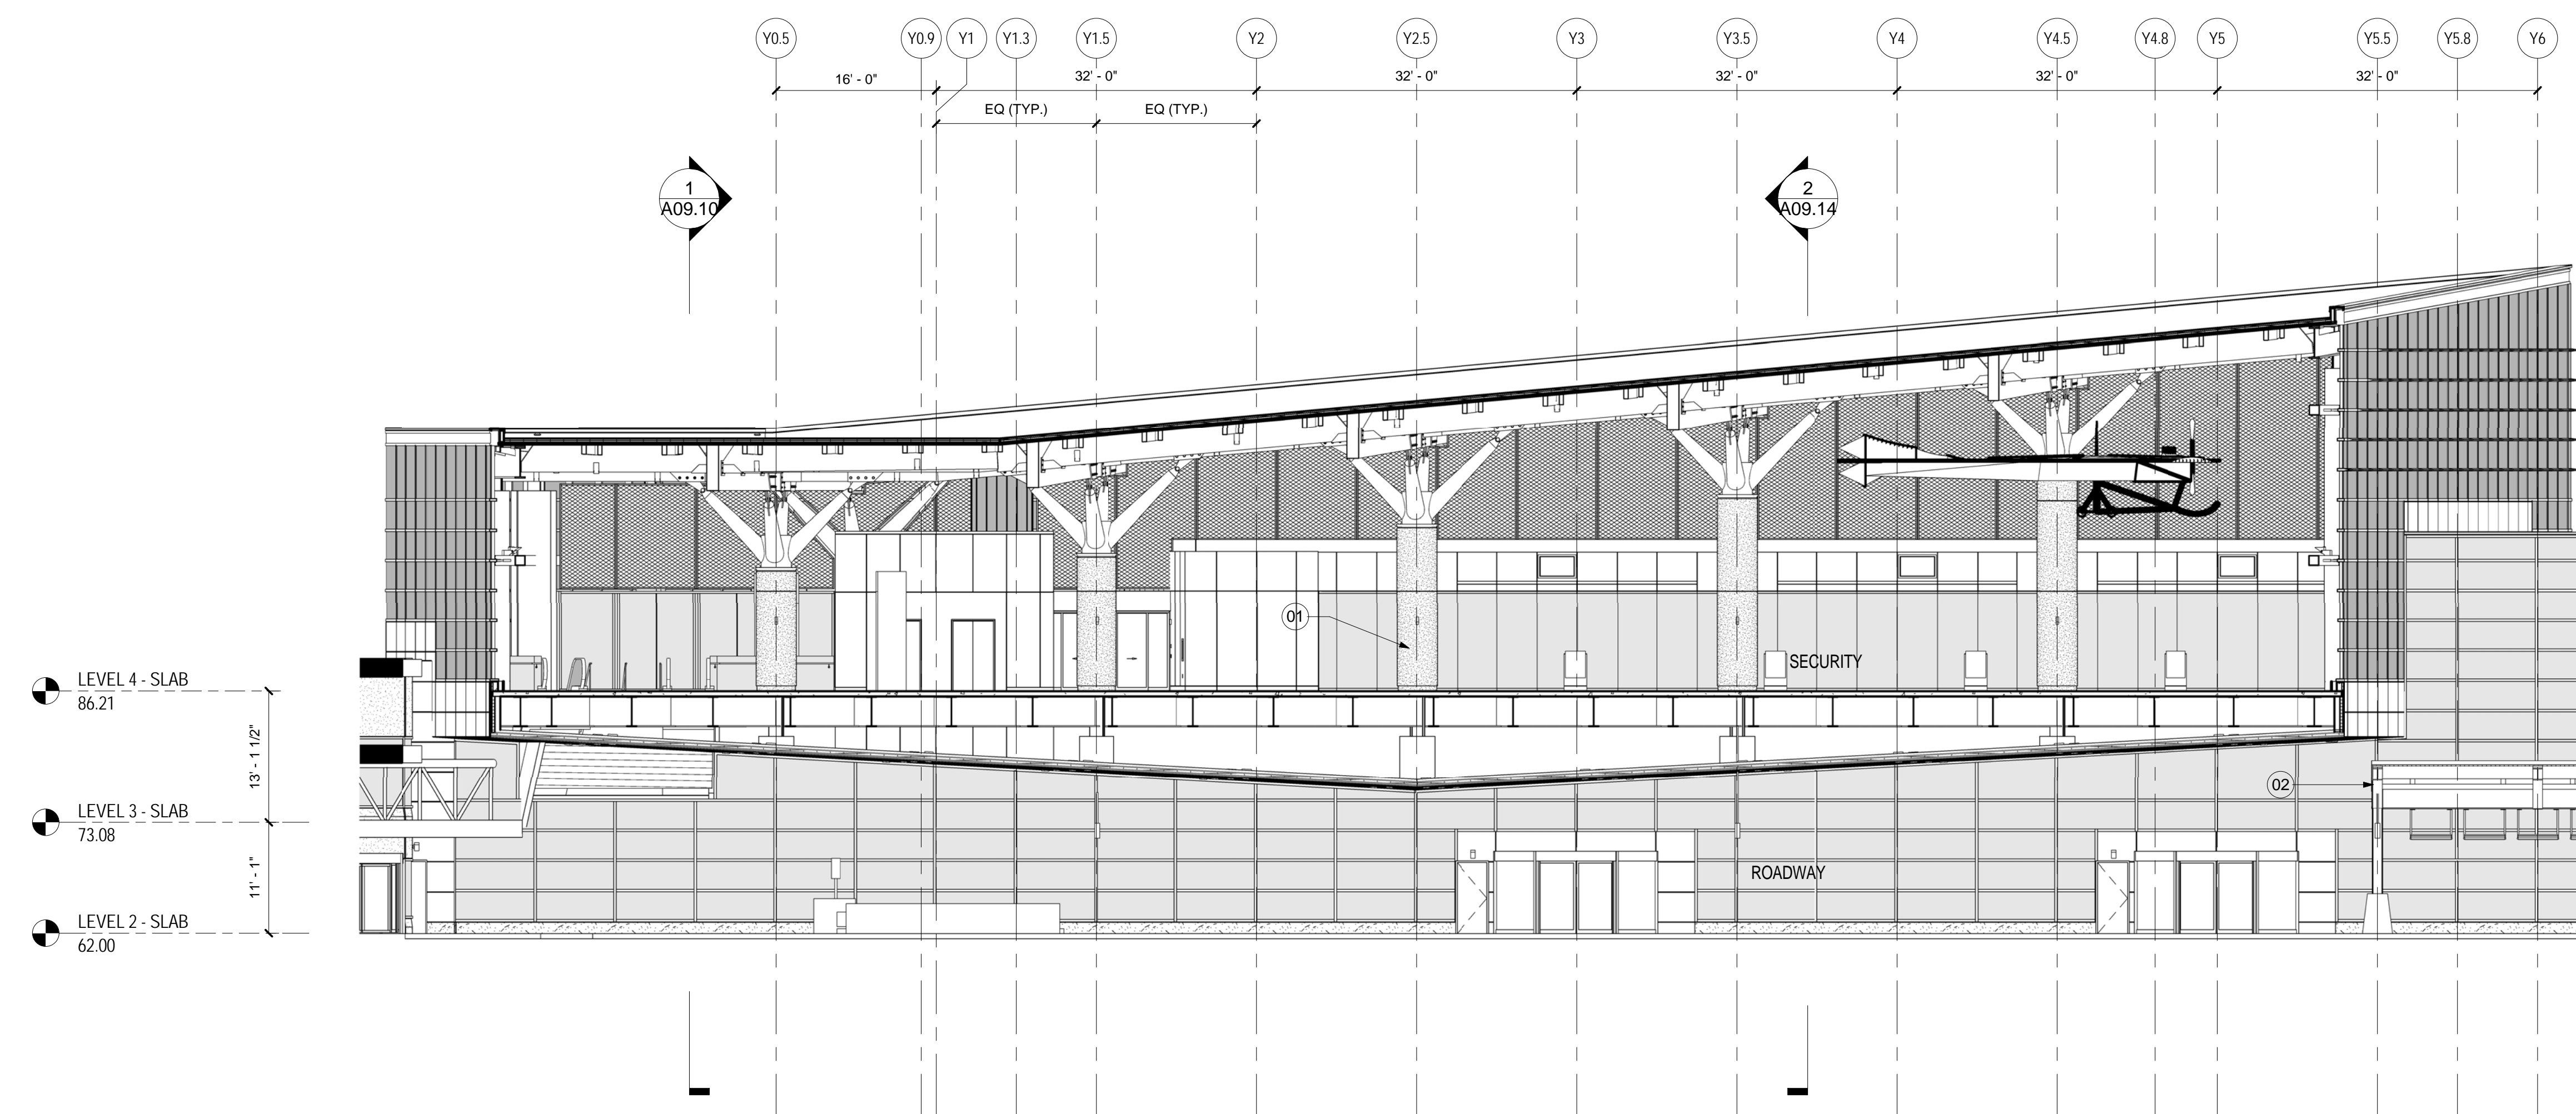 Y0.5 Y0.9 Y1 Y1.3 Y1.5 Y2 Y2.5 Y3 Y3.5 Y4 Y4.5 Y4.8 Y5 Y5.5 Y5.8 Y6
16' - 0" 32' - 0" 32' - 0" 32' - 0" 32' - 0" 32' - 0"
EQ (TYP.) EQ (TYP.)
1
A09.10
2
A09.14
01
SECURITY
LEVEL 4 - SLAB
86.21
13' - 1 1/2"
02
LEVEL 3 - SLAB
73.08
11' - 1"
ROADWAY
LEVEL 2 - SLAB
62.00